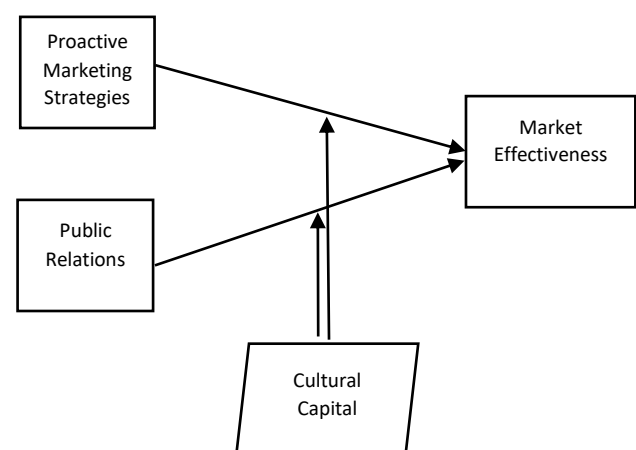 Proactive
Marketing
Strategies
Market
Effectiveness
Public
Relations
Cultural
Capital